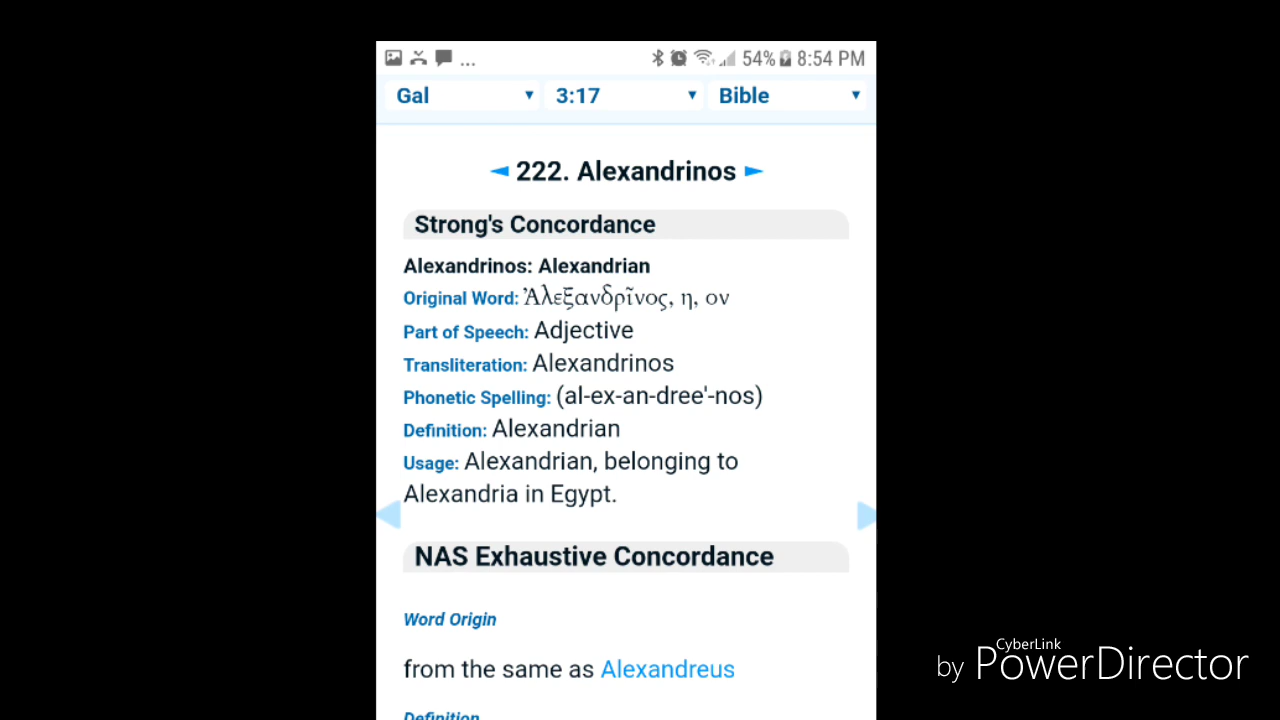 ... 54% 8:54 PM
Gal ▼ 3:17 ▼ Bible ▼
◄ 222. Alexandrinos ►
Strong's Concordance
Alexandrinos: Alexandrian
Original Word: Ἀλεξανδρῖνος, η, ον
Part of Speech: Adjective
Transliteration: Alexandrinos
Phonetic Spelling: (al-ex-an-dree'-nos)
Definition: Alexandrian
Usage: Alexandrian, belonging to
Alexandria in Egypt.
NAS Exhaustive Concordance
Word Origin
from the same as Alexandreus
Definition
by CyberLink PowerDirector